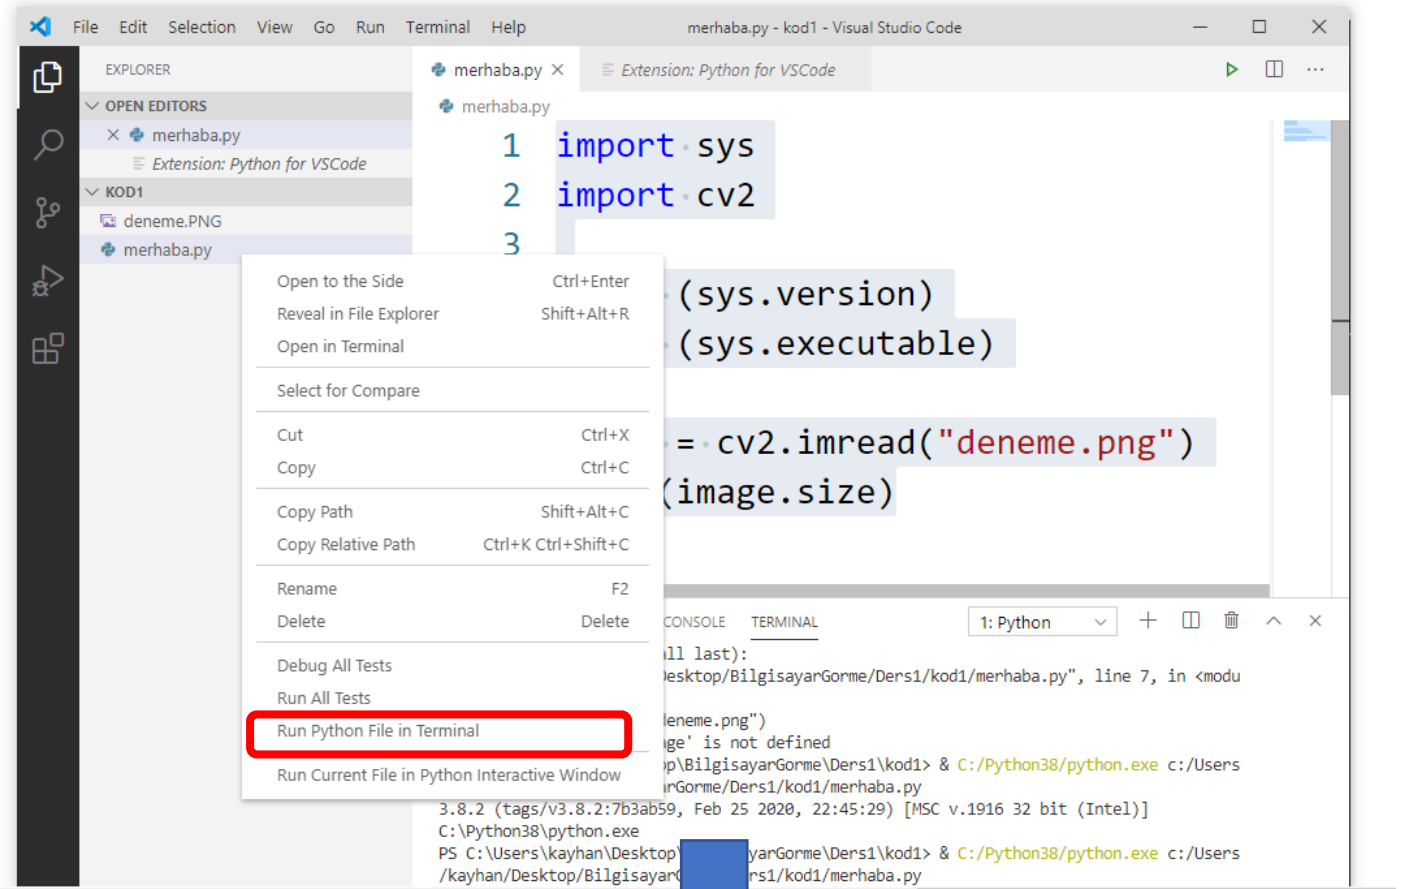 File Edit Selection View Go Run Terminal Help merhaba.py - kod1 - Visual Studio Code
EXPLORER
OPEN EDITORS
merhaba.py
Extension: Python for VSCode
KOD1
deneme.PNG
merhaba.py
merhaba.py Extension: Python for VSCode
merhaba.py
1 import sys
2 import cv2
3
(sys.version)
(sys.executable)
= cv2.imread("deneme.png")
(image.size)
Open to the Side Ctrl+Enter
Reveal in File Explorer Shift+Alt+R
Open in Terminal
Select for Compare
Cut Ctrl+X
Copy Ctrl+C
Copy Path Shift+Alt+C
Copy Relative Path Ctrl+K Ctrl+Shift+C
Rename F2
Delete Delete
Debug All Tests
Run All Tests
Run Python File in Terminal
Run Current File in Python Interactive Window
CONSOLE TERMINAL 1: Python
all last):
Desktop/BilgisayarGorme/Ders1/kod1/merhaba.py", line 7, in <modu
deneme.png")
age' is not defined
op\BilgisayarGorme\Ders1\kod1> & C:/Python38/python.exe c:/Users
arGorme/Ders1/kod1/merhaba.py
3.8.2 (tags/v3.8.2:7b3ab59, Feb 25 2020, 22:45:29) [MSC v.1916 32 bit (Intel)]
C:\Python38\python.exe
PS C:\Users\kayhan\Desktop\ yarGorme\Ders1\kod1> & C:/Python38/python.exe c:/Users
/kayhan/Desktop/Bilgisayar rs1/kod1/merhaba.py